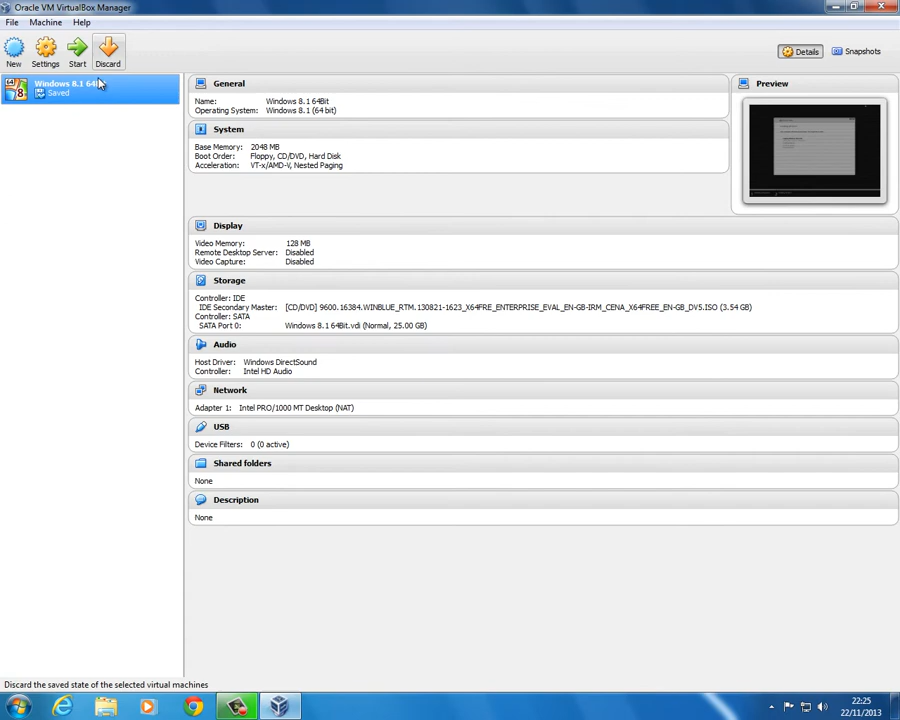 Oracle VM VirtualBox Manager
File Machine Help
New Settings Start Discard
Details Snapshots
Windows 8.1 64
Saved
General
Name: Windows 8.1 64Bit
Operating System: Windows 8.1 (64 bit)
System
Base Memory: 2048 MB
Boot Order: Floppy, CD/DVD, Hard Disk
Acceleration: VT-x/AMD-V, Nested Paging
Preview
Display
Video Memory: 128 MB
Remote Desktop Server: Disabled
Video Capture: Disabled
Storage
Controller: IDE
IDE Secondary Master: [CD/DVD] 9600.16384.WINBLUE_RTM.130821-1623_X64FRE_ENTERPRISE_EVAL_EN-GB-IRM_CENA_X64FREE_EN-GB_DV5.ISO (3.54 GB)
Controller: SATA
SATA Port 0: Windows 8.1 64Bit.vdi (Normal, 25.00 GB)
Audio
Host Driver: Windows DirectSound
Controller: Intel HD Audio
Network
Adapter 1: Intel PRO/1000 MT Desktop (NAT)
USB
Device Filters: 0 (0 active)
Shared folders
None
Description
None
Discard the saved state of the selected virtual machines
22:25
22/11/2013